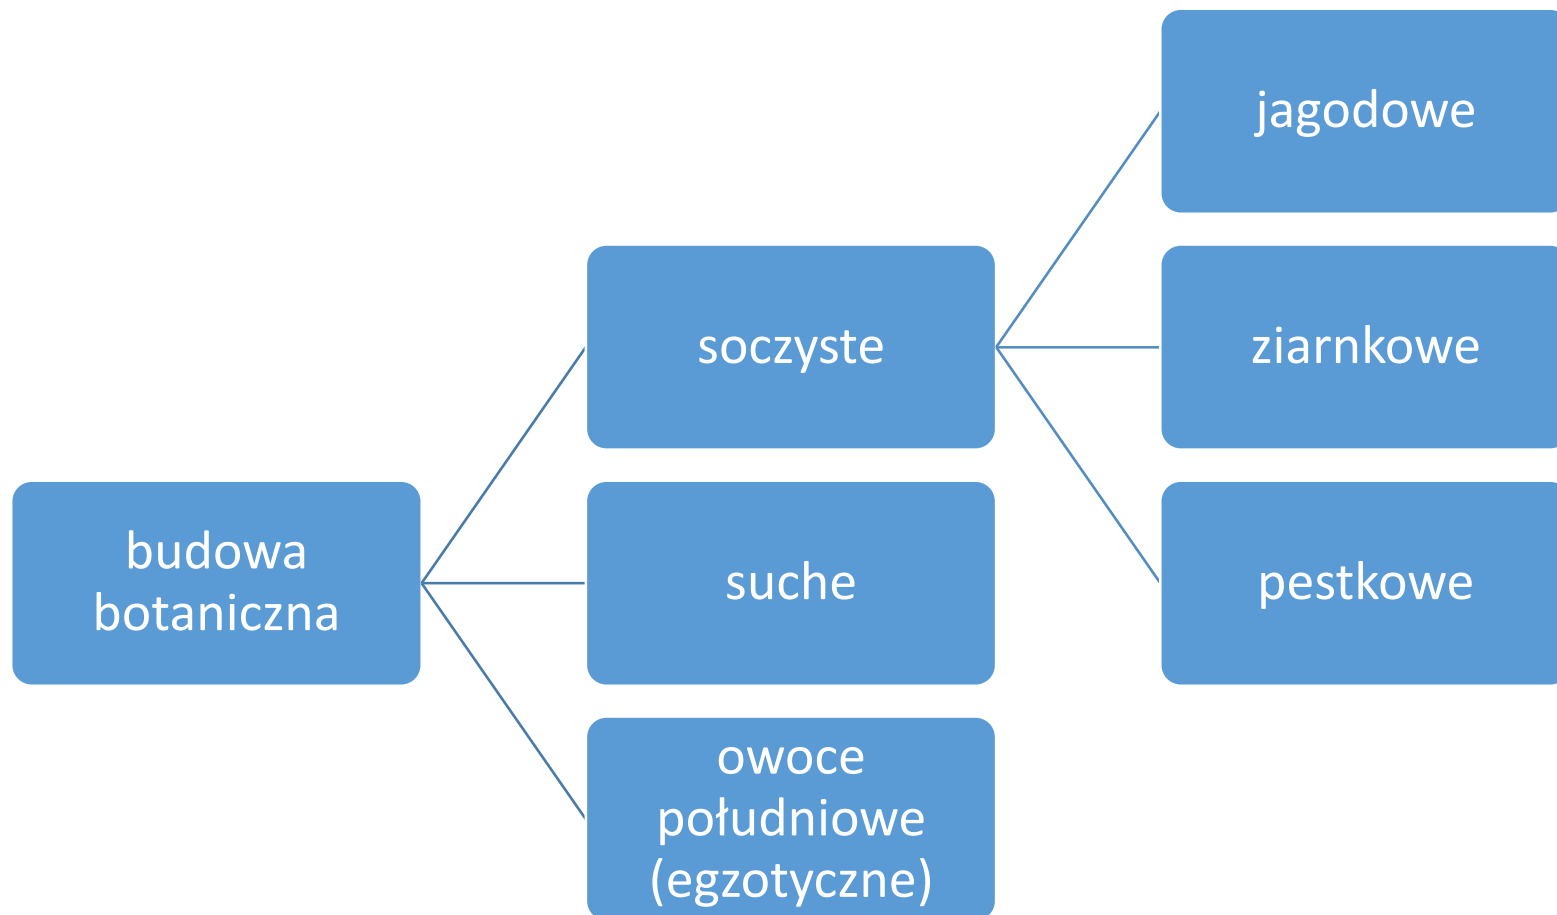 budowa
botaniczna
soczyste
suche
owoce
południowe
(egzotyczne)
jagodowe
ziarnkowe
pestkowe